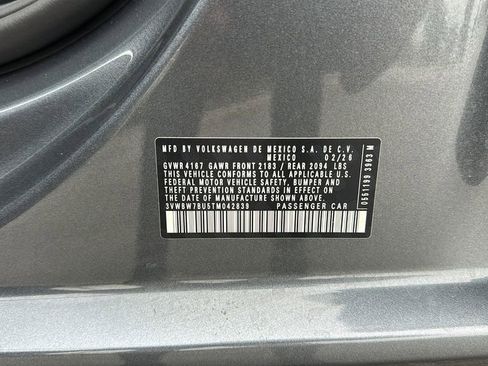 MFD BY VOLKSWAGEN DE MEXICO S.A. DE C.V.
MEXICO 02/26
GVWR 4167 GAWR FRONT 2183 / REAR 2094 LBS
THIS VEHICLE CONFORMS TO ALL APPLICABLE U.S.
FEDERAL MOTOR VEHICLE SAFETY, BUMPER AND
THEFT PREVENTION STANDARDS IN EFFECT ON
THE DATE OF MANUFACTURE SHOWN ABOVE.
3VWBW7BU5TM042839 PASSENGER CAR
0551199 3963 M